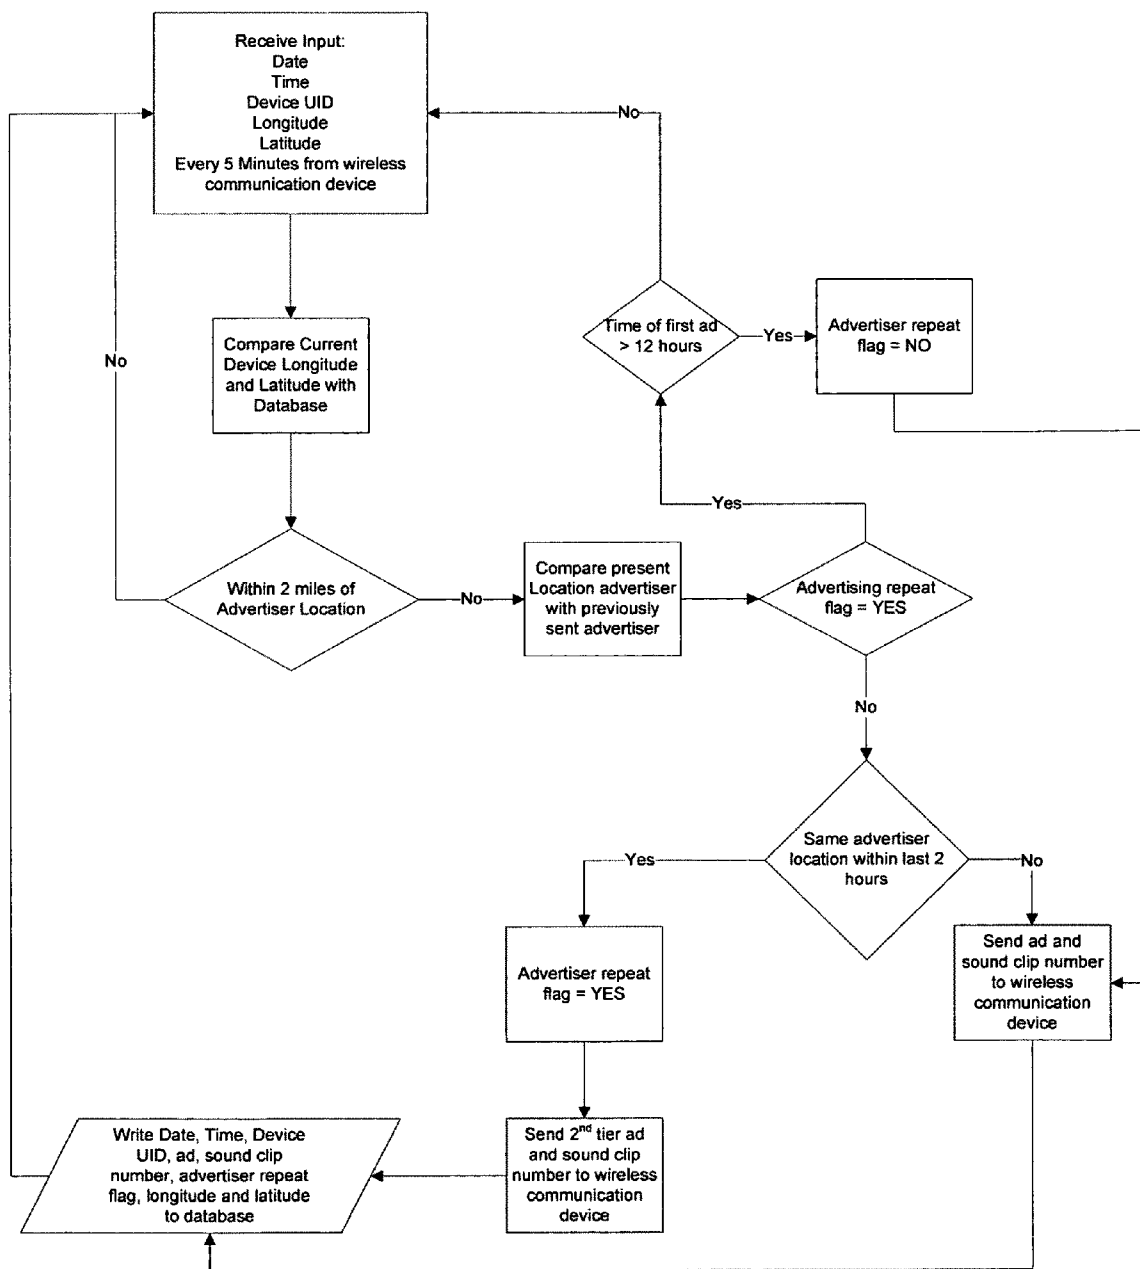 Receive Input:
Date
Time
Device UID
Longitude
Latitude
Every 5 Minutes from wireless
communication device
No
Time of first ad
> 12 hours
Yes
Advertiser repeat
flag = NO
Compare Current
Device Longitude
and Latitude with
Database
No
Yes
Within 2 miles of
Advertiser Location
No
Compare present
Location advertiser
with previously
sent advertiser
Advertising repeat
flag = YES
No
Same advertiser
location within last 2
hours
Yes
No
Advertiser repeat
flag = YES
Send ad and
sound clip number
to wireless
communication
device
Write Date, Time, Device
UID, ad, sound clip
number, advertiser repeat
flag, longitude and latitude
to database
Send 2nd tier ad
and sound clip
number to wireless
communication
device